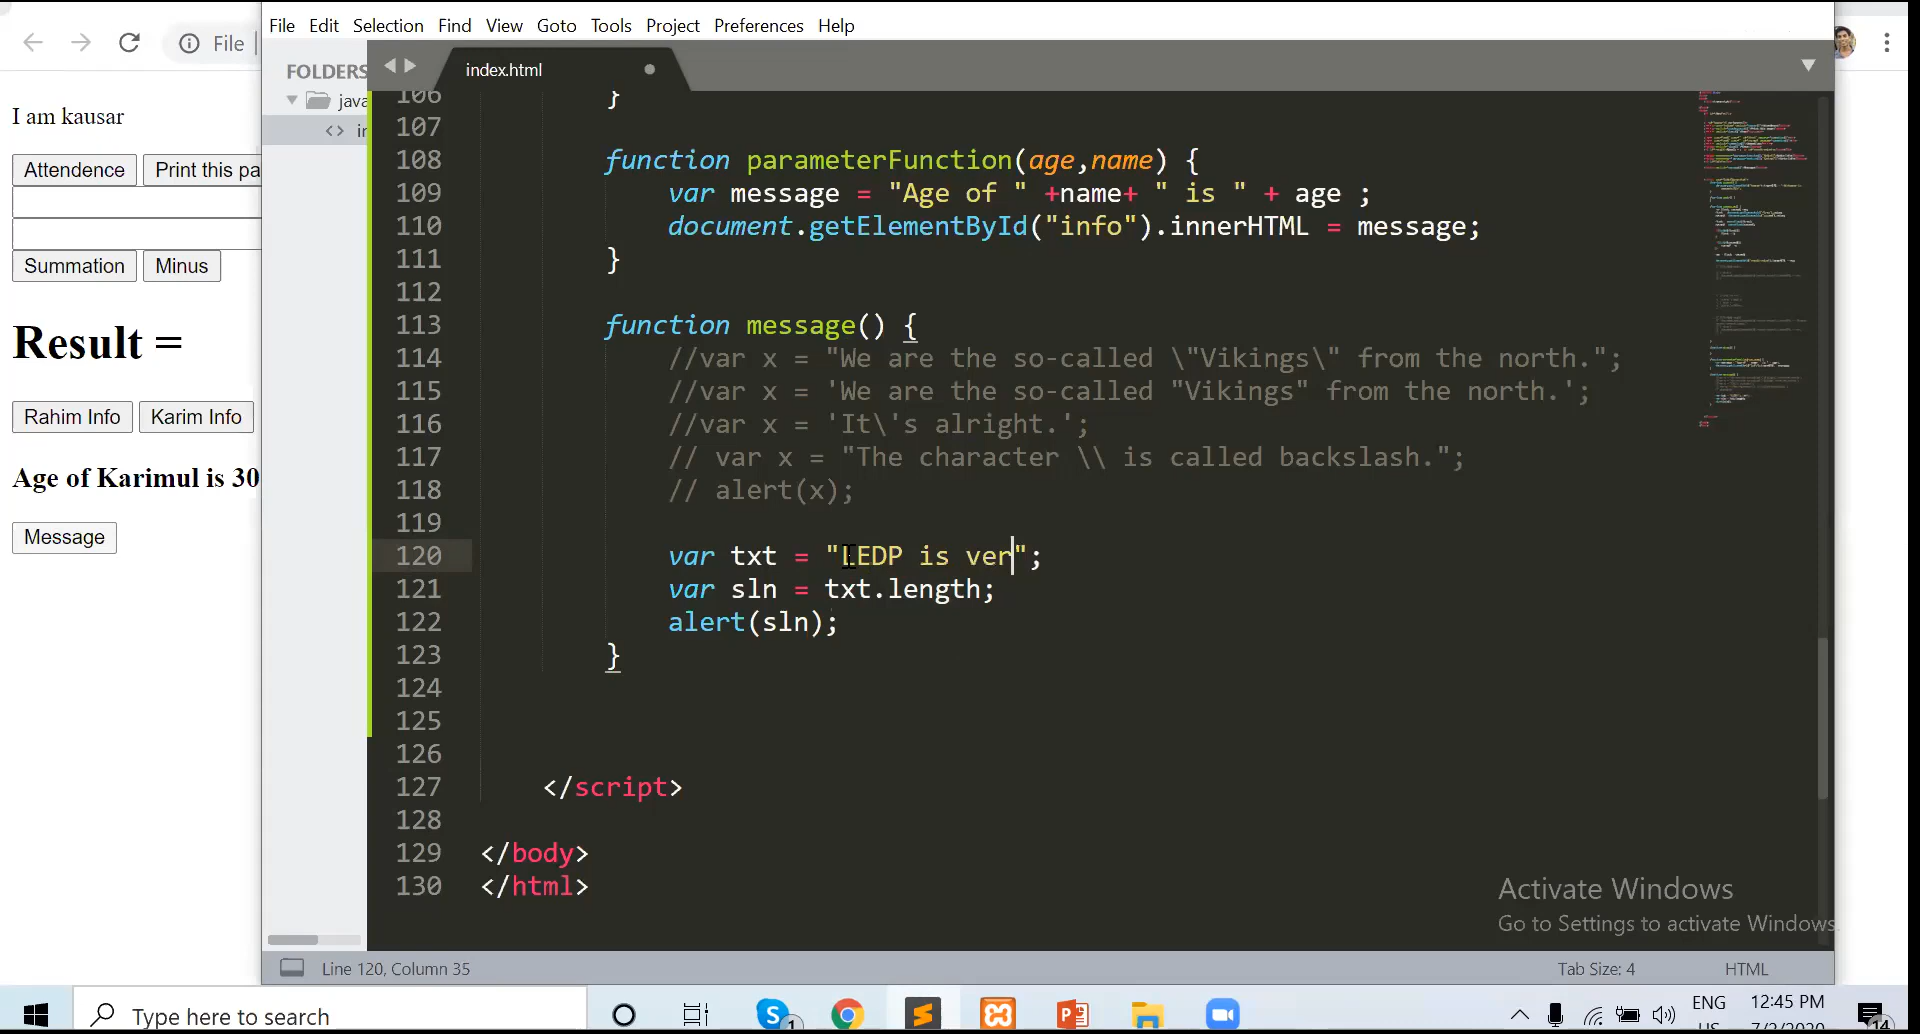 File Edit Selection Find View Goto Tools Project Preferences Help
File
FOLDERS
index.html
java
I am kausar
Attendence Print this pa
Summation Minus
Result =
Rahim Info Karim Info
Age of Karimul is 30
Message
106 }
107
108 function parameterFunction(age,name) {
109 var message = "Age of " +name+ " is " + age ;
110 document.getElementById("info").innerHTML = message;
111 }
112
113 function message() {
114 //var x = "We are the so-called \"Vikings\" from the north.";
115 //var x = 'We are the so-called "Vikings" from the north.';
116 //var x = 'It\'s alright.';
117 // var x = "The character \\ is called backslash.";
118 // alert(x);
119
120 var txt = "LEDP is ver";
121 var sln = txt.length;
122 alert(sln);
123 }
124
125
126
127 </script>
128
129 </body>
130 </html>
Activate Windows
Go to Settings to activate Windows.
Line 120, Column 35 Tab Size: 4 HTML
Type here to search
1
ENG
12:45 PM
14